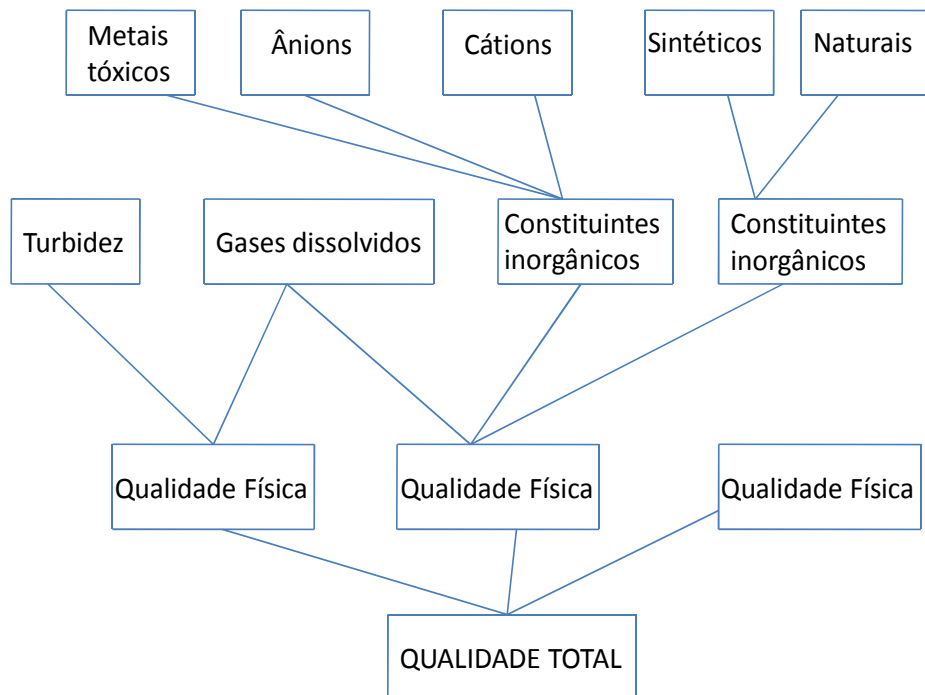 Metais
tóxicos
Ânions
Cátions
Sintéticos
Naturais
Turbidez
Gases dissolvidos
Constituintes
inorgânicos
Constituintes
inorgânicos
Qualidade Física
Qualidade Física
Qualidade Física
QUALIDADE TOTAL